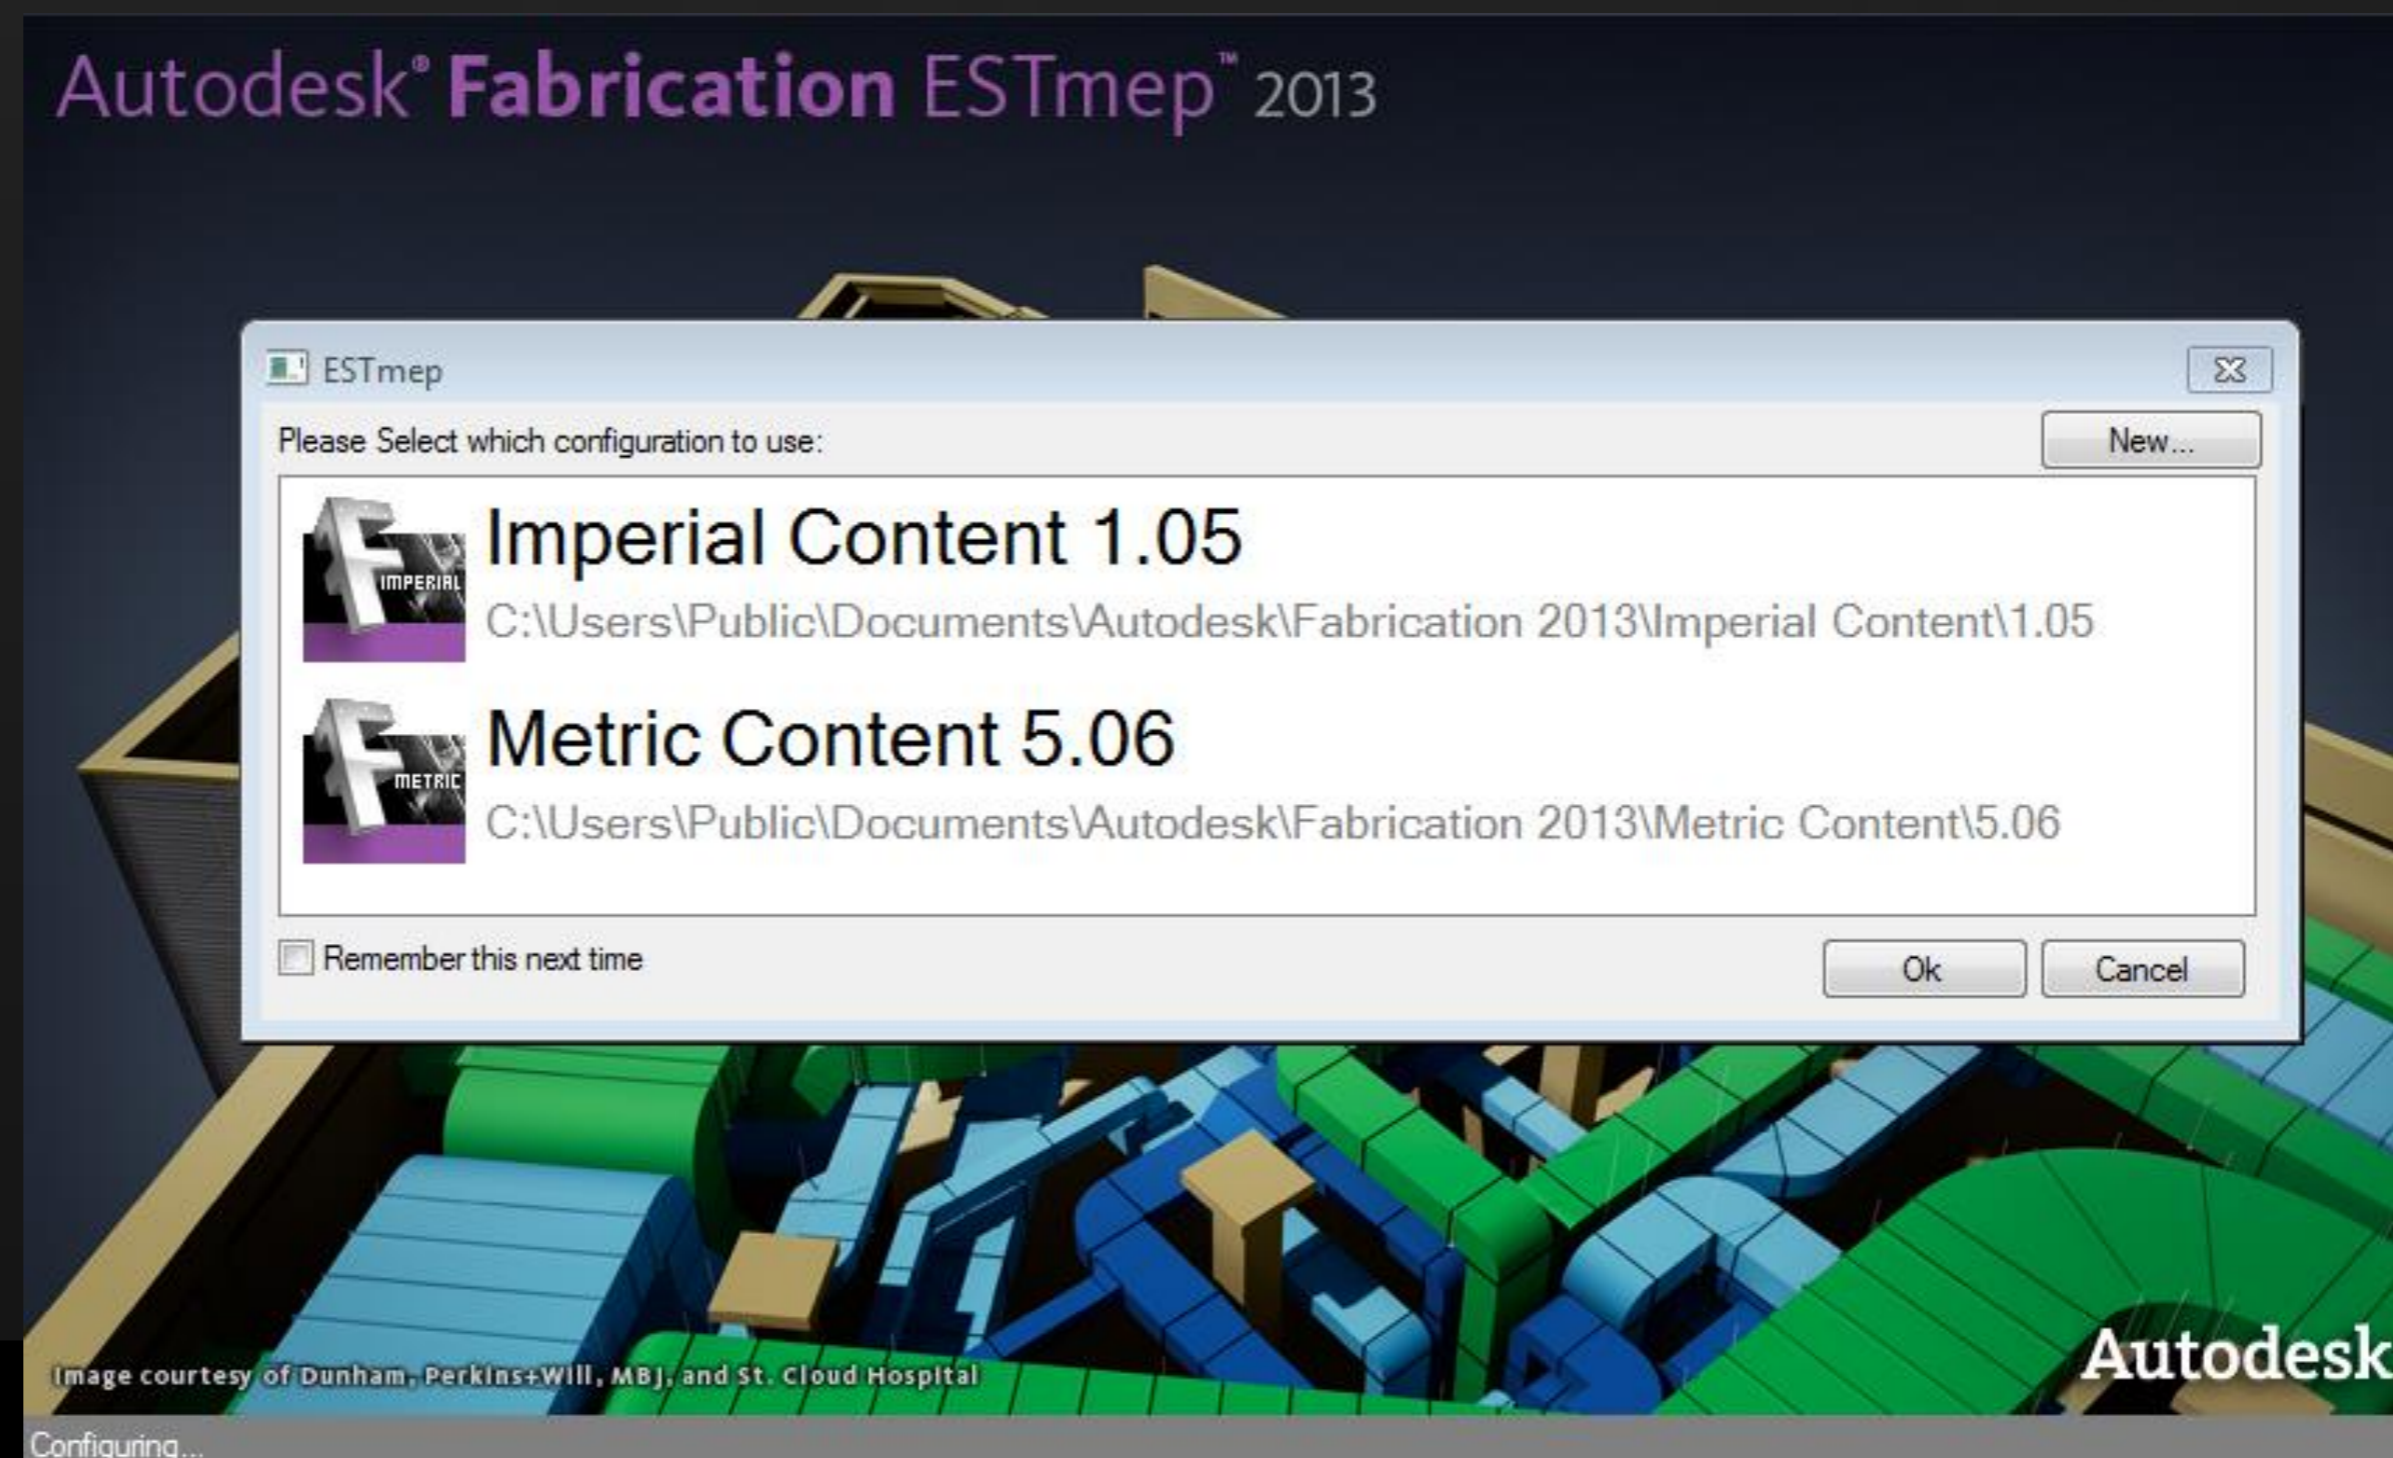 Autodesk® Fabrication ESTmep™ 2013
ESTmep
Please Select which configuration to use:
New...
IMPERIAL
Imperial Content 1.05
C:\Users\Public\Documents\Autodesk\Fabrication 2013\Imperial Content\1.05
METRIC
Metric Content 5.06
C:\Users\Public\Documents\Autodesk\Fabrication 2013\Metric Content\5.06
Remember this next time
Ok
Cancel
Image courtesy of Dunham, Perkins+Will, MBJ, and St. Cloud Hospital
Autodesk
Configuring...